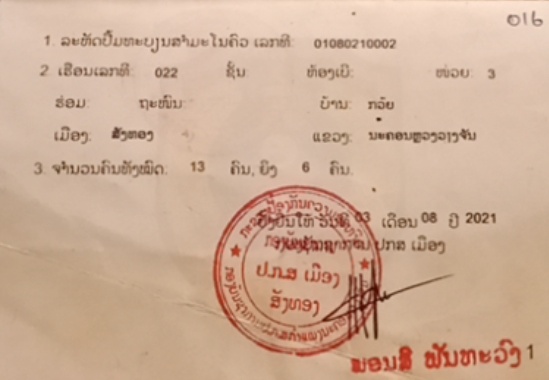 016
1. ລະຫັດປຶ້ມທະບຽນສຳມະໂນຄົວ ເລກທີ: 01080210002
2. ເຮືອນເລກທີ: 022 ຊັ້ນ: ຫ້ອງເບີ: ໜ່ວຍ: 3
ຮ່ອມ: ຖະໜົນ: ບ້ານ: ກວ້ຍ
ເມືອງ: ສັງທອງ ແຂວງ: ນະຄອນຫຼວງວຽງຈັນ
3. ຈຳນວນຄົນທັງໝົດ: 13 ຄົນ, ຍິງ 6 ຄົນ.
ວັນທີ 03 ເດືອນ 08 ປີ 2021
ປກສ ເມືອງ
ປ.ກ.ສ ເມືອງ
ສັງທອງ
ພອນສີ ພັນທະວົງ 1